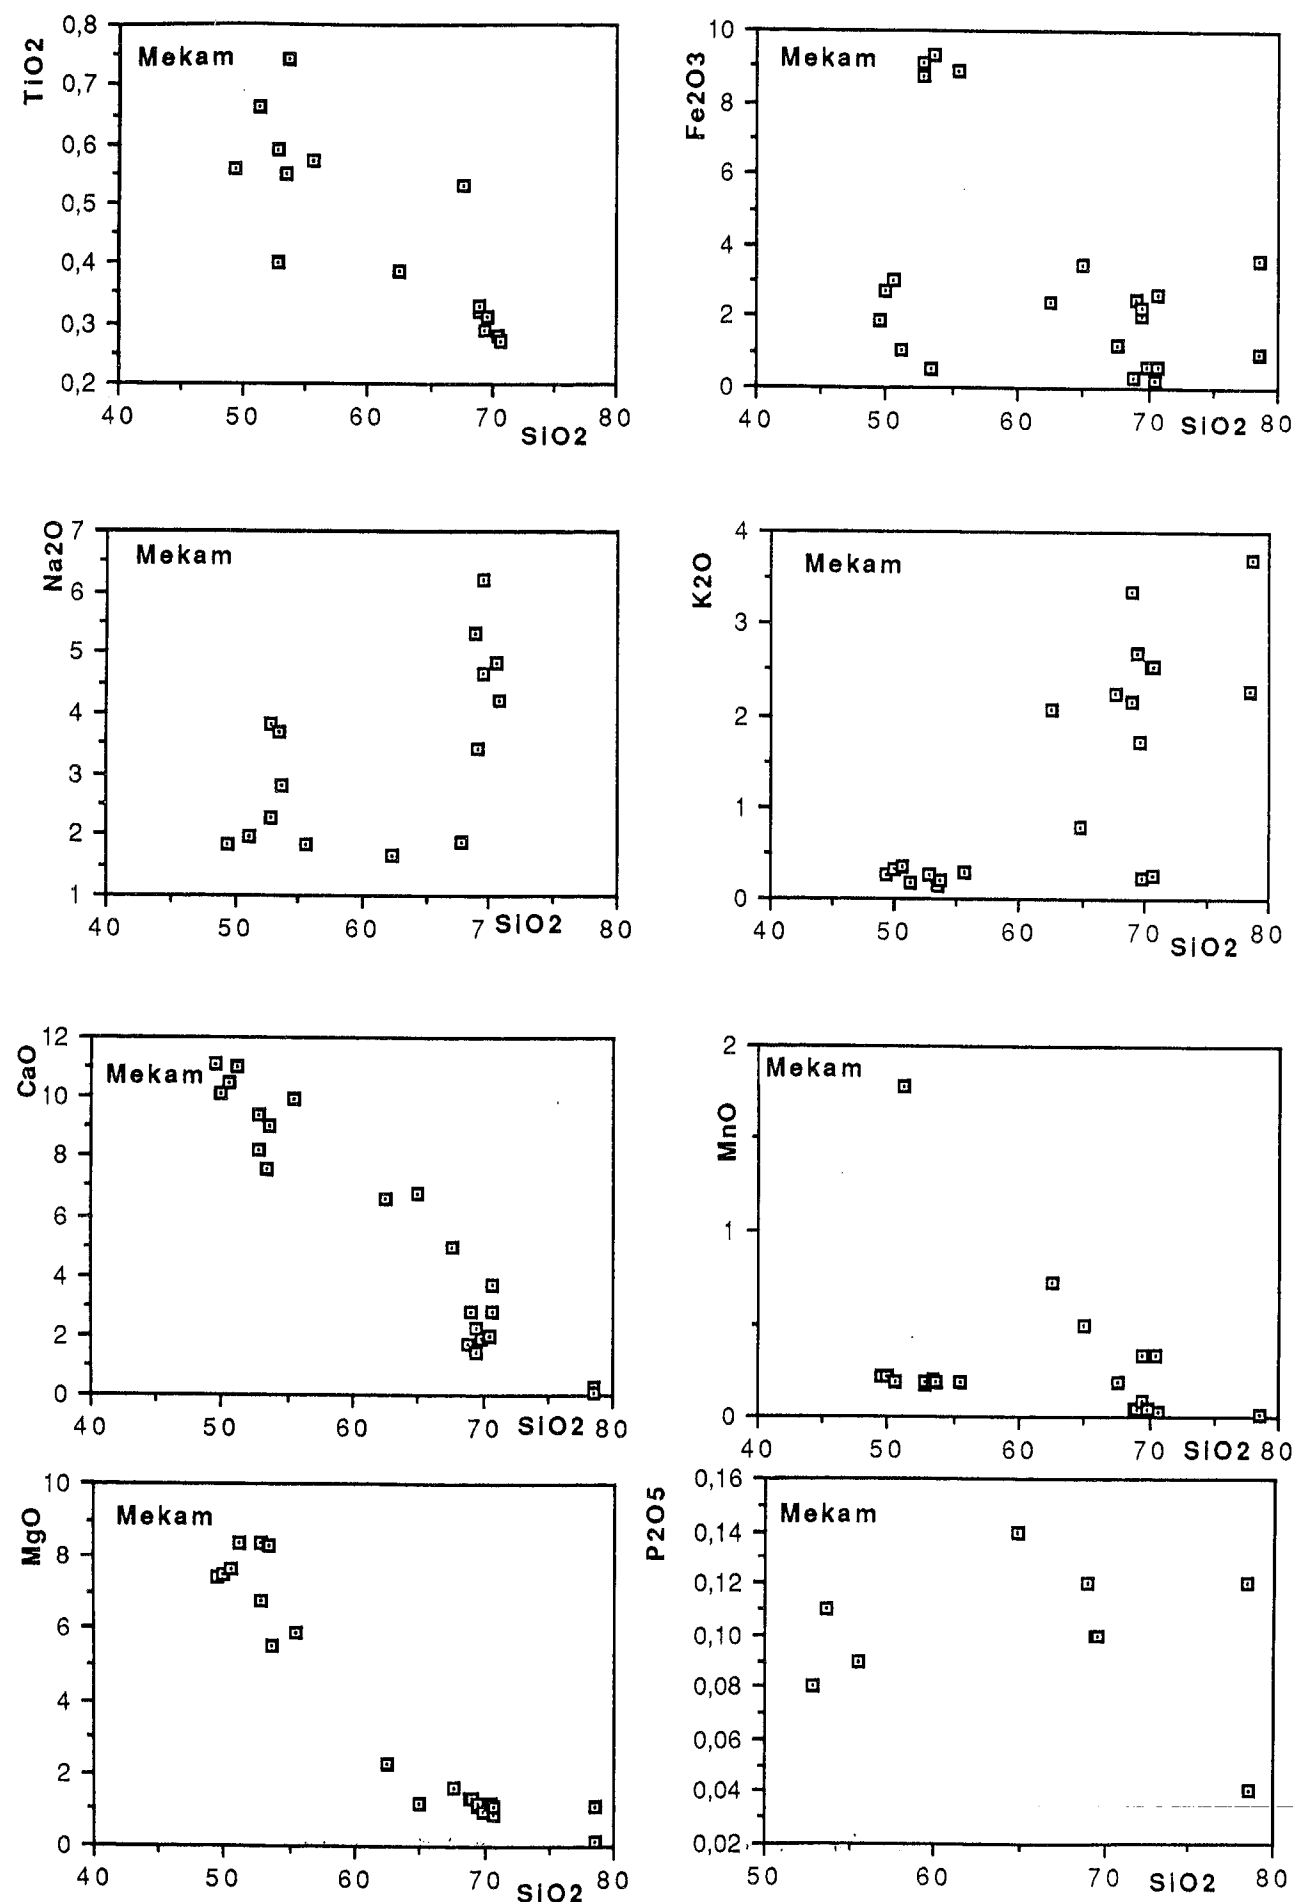 TiO2
Mekam
0,8
0,7
0,6
0,5
0,4
0,3
0,2
40 50 60 70 80
SiO2
Fe2O3
Mekam
10
8
6
4
2
0
40 50 60 70 SiO2 80
Na2O
Mekam
7
6
5
4
3
2
1
40 50 60 7 SiO2 80
K2O
Mekam
4
3
2
1
0
40 50 60 70 SiO2 80
CaO
Mekam
12
10
8
6
4
2
0
40 50 60 70 SiO2 80
MnO
Mekam
2
1
0
40 50 60 70 SiO2 80
MgO
Mekam
10
8
6
4
2
0
40 50 60 70 80
SiO2
P2O5
Mekam
0,16
0,14
0,12
0,10
0,08
0,06
0,04
0,02
50 60 70 80
SiO2